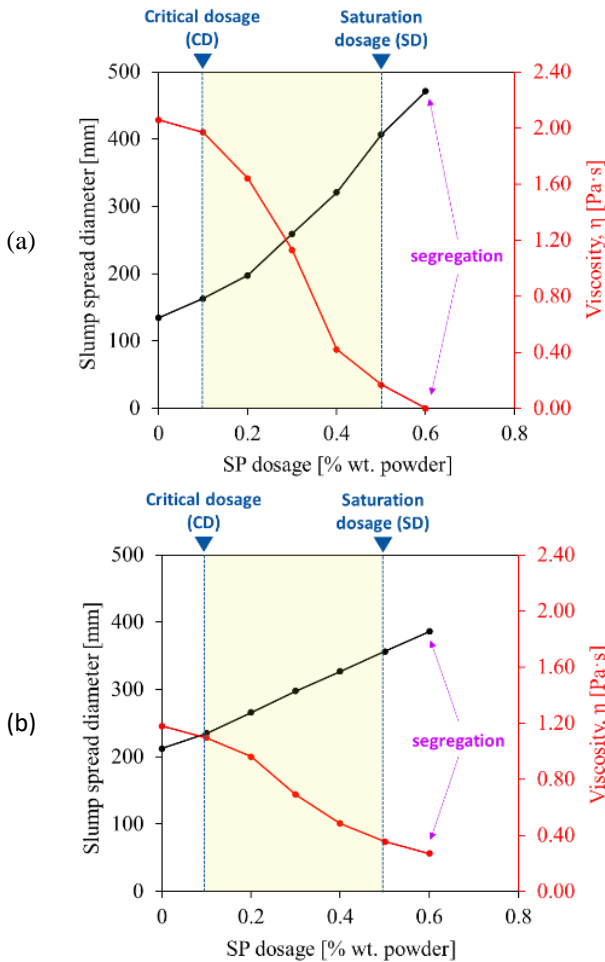 Critical dosage
(CD)
Saturation
dosage (SD)
(a)
Slump spread diameter [mm]
500
400
300
200
100
0
segregation
2.40
2.00
1.60
1.20
0.80
0.40
0.00
Viscosity, η [Pa·s]
0
0.2
0.4
0.6
0.8
SP dosage [% wt. powder]
Critical dosage
(CD)
Saturation
dosage (SD)
(b)
Slump spread diameter [mm]
500
400
300
200
100
0
segregation
2.40
2.00
1.60
1.20
0.80
0.40
0.00
Viscosity, η [Pa·s]
0
0.2
0.4
0.6
0.8
SP dosage [% wt. powder]